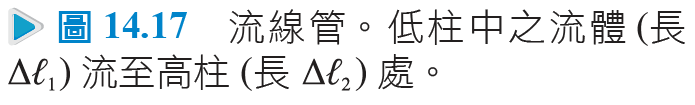 圖 14.17 流線管。低柱中之流體 (長
Δℓ₁) 流至高柱 (長 Δℓ₂) 處。